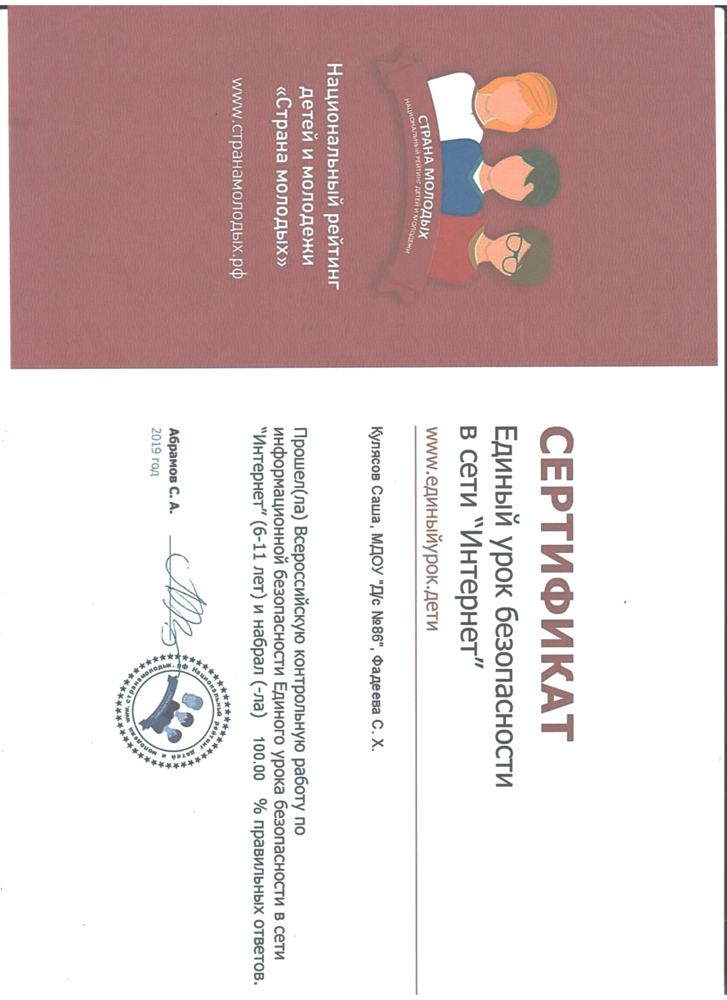 СТРАНА МОЛОДЫХ
НАЦИОНАЛЬНЫЙ РЕЙТИНГ ДЕТЕЙ И МОЛОДЕЖИ
Национальный рейтинг
детей и молодежи
«Страна молодых»
www.странамолодых.рф
СЕРТИФИКАТ
Единый урок безопасности
в сети “Интернет”
www.единыйурок.дети
Кулясов Саша, МДОУ "Д/с №86", Фадеева С. Х.
Прошел(ла) Всероссийскую контрольную работу по
информационной безопасности Единого урока безопасности в сети
“Интернет” (6-11 лет) и набрал (-ла) 100.00 % правильных ответов.
Абрамов С. А.
2019 год
www.странамолодых.рф Национальный рейтинг детей и молодежи